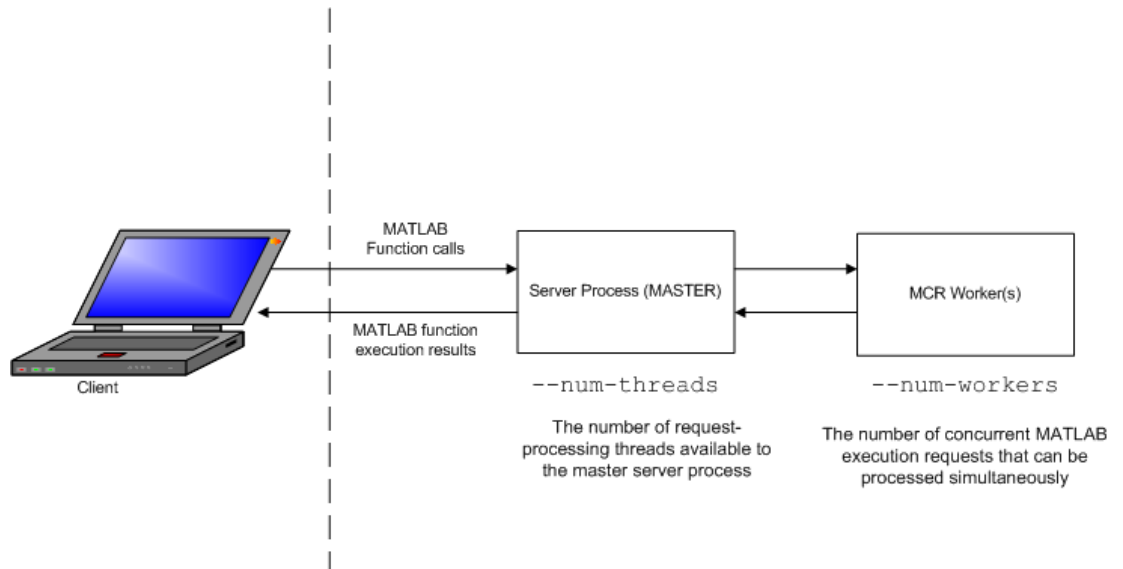 MATLAB
Function calls
MATLAB function
execution results
Client
Server Process (MASTER)
MCR Worker(s)
--num-threads
--num-workers
The number of request-
processing threads available to
the master server process
The number of concurrent MATLAB
execution requests that can be
processed simultaneously